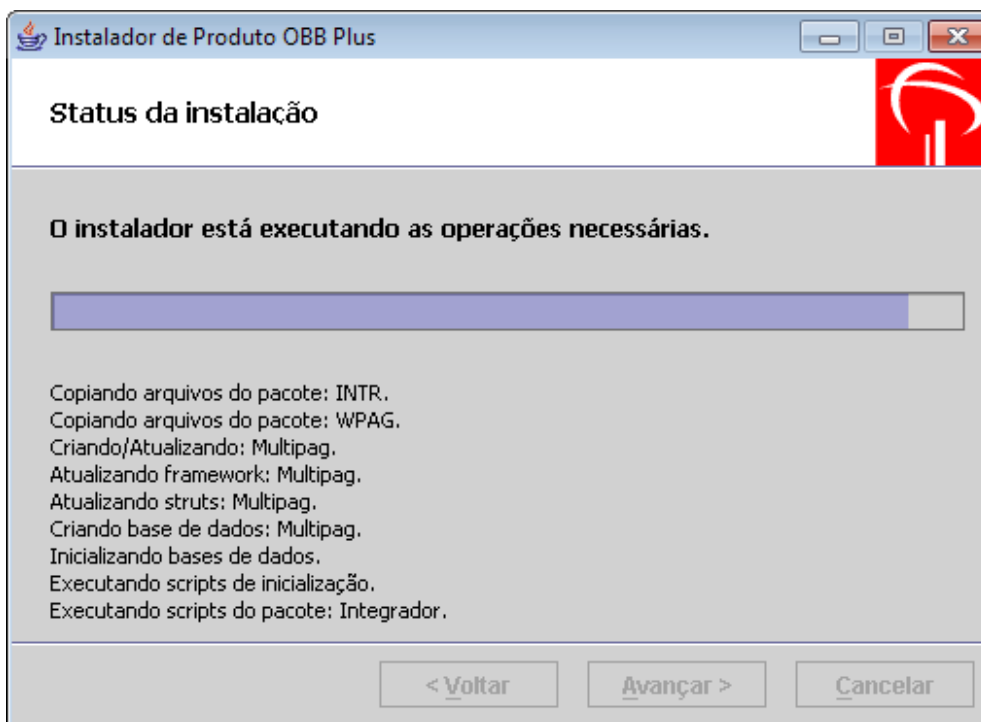 Instalador de Produto OBB Plus
Status da instalação
O instalador está executando as operações necessárias.
Copiando arquivos do pacote: INTR.
Copiando arquivos do pacote: WPAG.
Criando/Atualizando: Multipag.
Atualizando framework: Multipag.
Atualizando struts: Multipag.
Criando base de dados: Multipag.
Inicializando bases de dados.
Executando scripts de inicialização.
Executando scripts do pacote: Integrador.
< Voltar
Avançar >
Cancelar